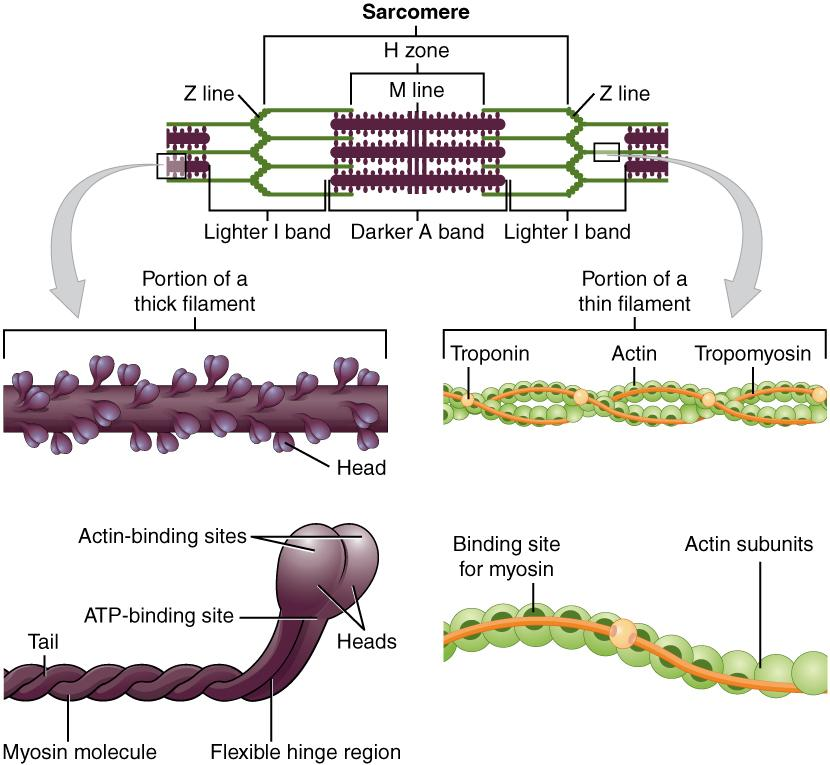 Sarcomere
H zone
M line
Z line
Z line
Lighter I band
Darker A band
Lighter I band
Portion of a
thick filament
Portion of a
thin filament
Troponin
Actin
Tropomyosin
Head
Actin-binding sites
ATP-binding site
Heads
Tail
Myosin molecule
Flexible hinge region
Binding site
for myosin
Actin subunits